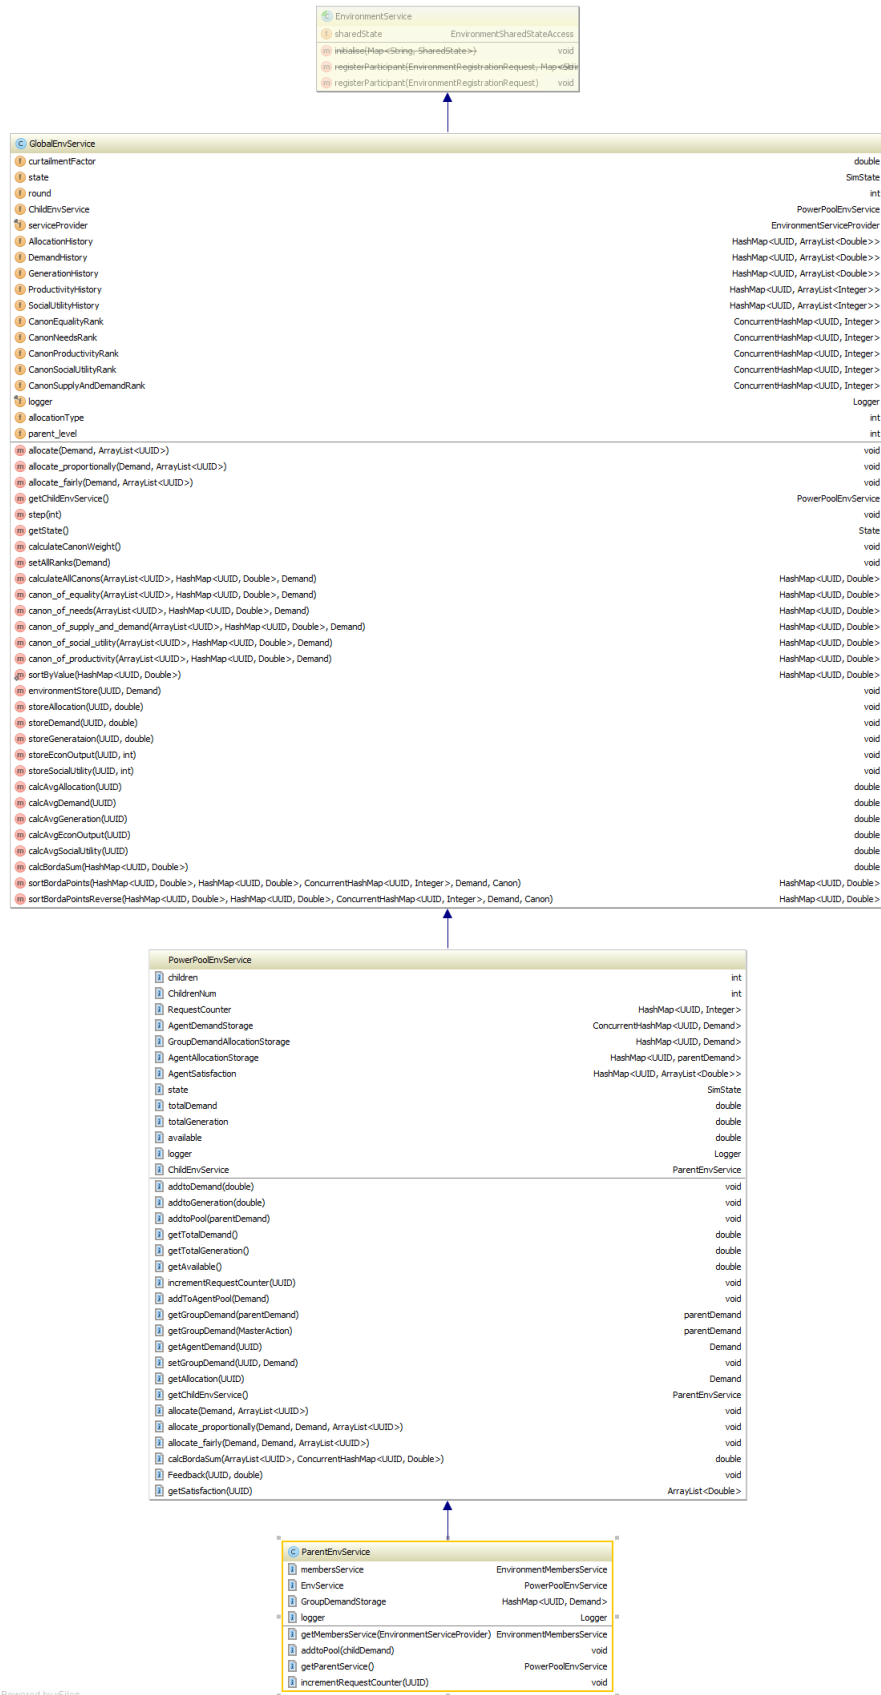 EnvironmentService
sharedState EnvironmentSharedStateAccess
initialise(Map<String, SharedState>) void
registerParticipant(EnvironmentRegistrationRequest, Map<Strin
registerParticipant(EnvironmentRegistrationRequest) void
GlobalEnvService
curtailmentFactor double
state SimState
round int
ChildEnvService PowerPoolEnvService
serviceProvider EnvironmentServiceProvider
AllocationHistory HashMap<UUID, ArrayList<Double>>
DemandHistory HashMap<UUID, ArrayList<Double>>
GenerationHistory HashMap<UUID, ArrayList<Double>>
ProductivityHistory HashMap<UUID, ArrayList<Integer>>
SocialUtilityHistory HashMap<UUID, ArrayList<Integer>>
CanonEqualityRank ConcurrentHashMap<UUID, Integer>
CanonNeedsRank ConcurrentHashMap<UUID, Integer>
CanonProductivityRank ConcurrentHashMap<UUID, Integer>
CanonSocialUtilityRank ConcurrentHashMap<UUID, Integer>
CanonSupplyAndDemandRank ConcurrentHashMap<UUID, Integer>
logger Logger
allocationType int
parent_level int
allocate(Demand, ArrayList<UUID>) void
allocate_proportionally(Demand, ArrayList<UUID>) void
allocate_fairly(Demand, ArrayList<UUID>) void
getChildEnvService() PowerPoolEnvService
step(int) void
getState() State
calculateCanonWeight() void
setAllRanks(Demand) void
calculateAllCanons(ArrayList<UUID>, HashMap<UUID, Double>, Demand) HashMap<UUID, Double>
canon_of_equality(ArrayList<UUID>, HashMap<UUID, Double>, Demand) HashMap<UUID, Double>
canon_of_needs(ArrayList<UUID>, HashMap<UUID, Double>, Demand) HashMap<UUID, Double>
canon_of_supply_and_demand(ArrayList<UUID>, HashMap<UUID, Double>, Demand) HashMap<UUID, Double>
canon_of_social_utility(ArrayList<UUID>, HashMap<UUID, Double>, Demand) HashMap<UUID, Double>
canon_of_productivity(ArrayList<UUID>, HashMap<UUID, Double>, Demand) HashMap<UUID, Double>
sortByValue(HashMap<UUID, Double>) HashMap<UUID, Double>
environmentStore(UUID, Demand) void
storeAllocation(UUID, double) void
storeDemand(UUID, double) void
storeGenerataion(UUID, double) void
storeEconOutput(UUID, int) void
storeSocialUtility(UUID, int) void
calcAvgAllocation(UUID) double
calcAvgDemand(UUID) double
calcAvgGeneration(UUID) double
calcAvgEconOutput(UUID) double
calcAvgSocialUtility(UUID) double
calcBordaSum(HashMap<UUID, Double>) double
sortBordaPoints(HashMap<UUID, Double>, HashMap<UUID, Double>, ConcurrentHashMap<UUID, Integer>, Demand, Canon) HashMap<UUID, Double>
sortBordaPointsReverse(HashMap<UUID, Double>, HashMap<UUID, Double>, ConcurrentHashMap<UUID, Integer>, Demand, Canon) HashMap<UUID, Double>
PowerPoolEnvService
children int
ChildrenNum int
RequestCounter HashMap<UUID, Integer>
AgentDemandStorage ConcurrentHashMap<UUID, Demand>
GroupDemandAllocationStorage HashMap<UUID, Demand>
AgentAllocationStorage HashMap<UUID, parentDemand>
AgentSatisfaction HashMap<UUID, ArrayList<Double>>
state SimState
totalDemand double
totalGeneration double
available double
logger Logger
ChildEnvService ParentEnvService
addtoDemand(double) void
addtoGeneration(double) void
addtoPool(parentDemand) void
getTotalDemand() double
getTotalGeneration() double
getAvailable() double
incrementRequestCounter(UUID) void
addToAgentPool(Demand) void
getGroupDemand(parentDemand) parentDemand
getGroupDemand(MasterAction) parentDemand
getAgentDemand(UUID) Demand
setGroupDemand(UUID, Demand) void
getAllocation(UUID) Demand
getChildEnvService() ParentEnvService
allocate(Demand, ArrayList<UUID>) void
allocate_proportionally(Demand, Demand, ArrayList<UUID>) void
allocate_fairly(Demand, Demand, ArrayList<UUID>) void
calcBordaSum(ArrayList<UUID>, ConcurrentHashMap<UUID, Double>) double
Feedback(UUID, double) void
getSatisfaction(UUID) ArrayList<Double>
ParentEnvService
membersService EnvironmentMembersService
EnvService PowerPoolEnvService
GroupDemandStorage HashMap<UUID, Demand>
logger Logger
getMembersService(EnvironmentServiceProvider) EnvironmentMembersService
addtoPool(childDemand) void
getParentService() PowerPoolEnvService
incrementRequestCounter(UUID) void
Powered by yFiles